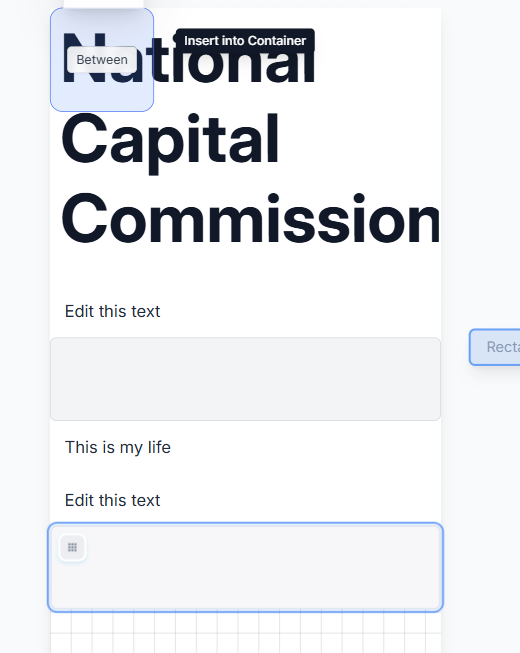 Insert into Container
National
Between
Capital
Commission
Edit this text
Recta
This is my life
Edit this text